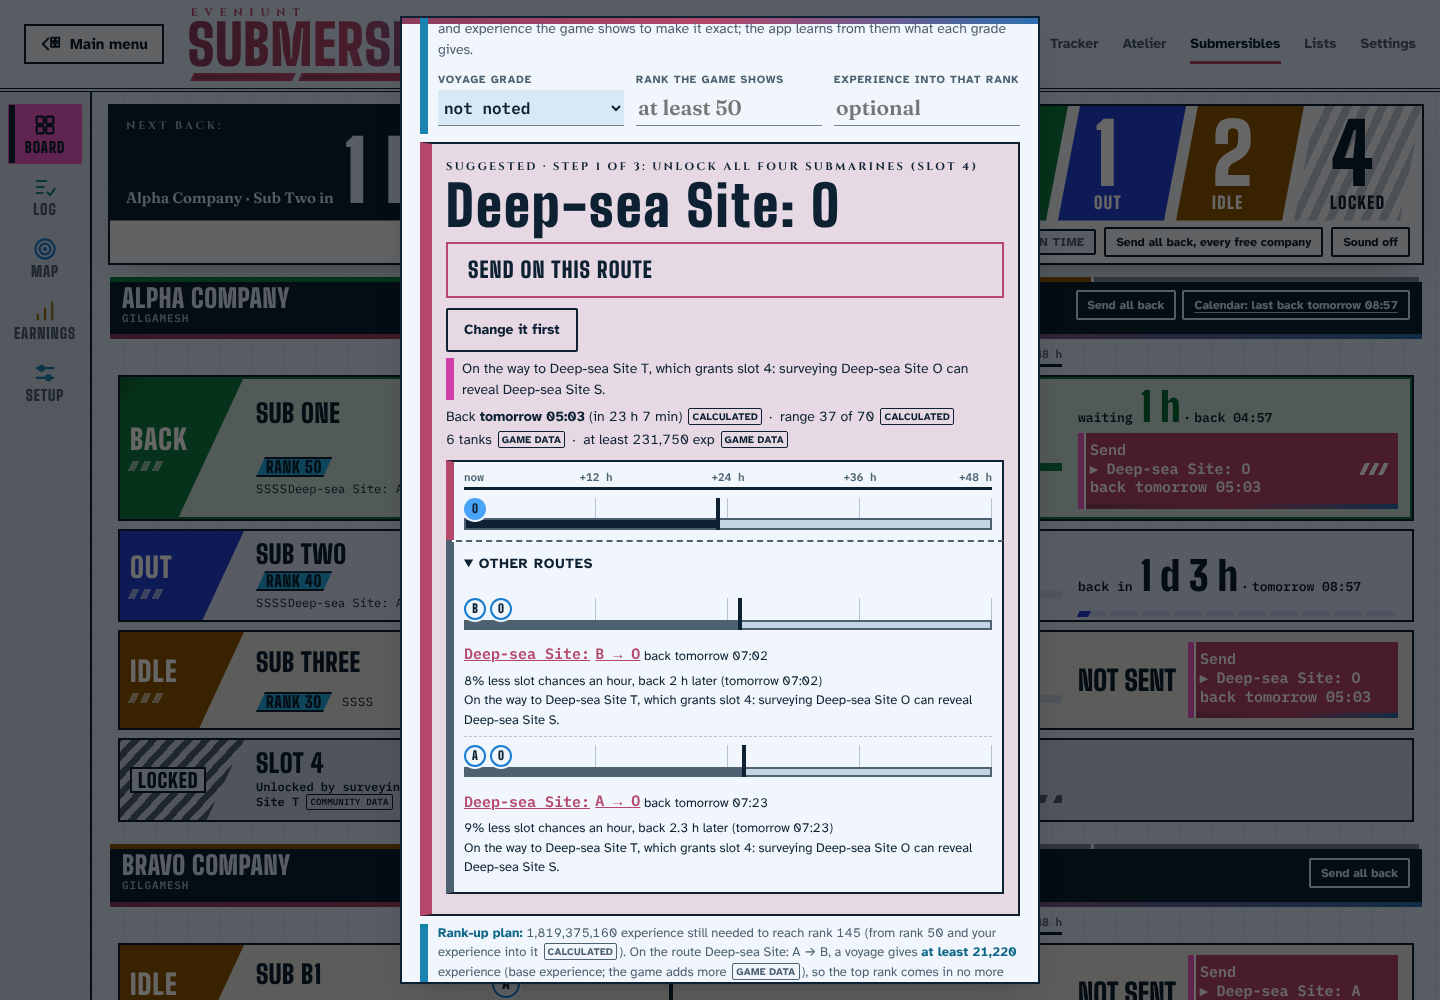 Main menu
EVENIUNT
SUBMERS
Tracker Atelier Submersibles Lists Settings
BOARD
LOG
MAP
EARNINGS
SETUP
NEXT BACK:
Alpha Company · Sub Two in
1
1 OUT
2 IDLE
4 LOCKED
N TIME
Send all back, every free company
Sound off
ALPHA COMPANY
GILGAMESH
Send all back
Calendar: last back tomorrow 08:57
48 h
BACK
SUB ONE
RANK 50
SSSSDeep-sea Site: A
waiting 1 h · back 04:57
Send
▶ Deep-sea Site: O
back tomorrow 05:03
OUT
SUB TWO
RANK 40
SSSSDeep-sea Site: A
back in 1 d 3 h · tomorrow 08:57
IDLE
SUB THREE
RANK 30 SSSS
NOT SENT
Send
▶ Deep-sea Site: O
back tomorrow 05:03
LOCKED
SLOT 4
Unlocked by surveyin
Site T COMMUNITY DATA
BRAVO COMPANY
GILGAMESH
Send all back
48 h
IDLE
SUB B1
A
NOT SENT
Send
▶ Deep-sea Site: A
and experience the game shows to make it exact; the app learns from them what each grade
gives.
VOYAGE GRADE RANK THE GAME SHOWS EXPERIENCE INTO THAT RANK
not noted at least 50 optional
SUGGESTED · STEP 1 OF 3: UNLOCK ALL FOUR SUBMARINES (SLOT 4)
Deep-sea Site: O
SEND ON THIS ROUTE
Change it first
On the way to Deep-sea Site T, which grants slot 4: surveying Deep-sea Site O can
reveal Deep-sea Site S.
Back tomorrow 05:03 (in 23 h 7 min) CALCULATED · range 37 of 70 CALCULATED
6 tanks GAME DATA · at least 231,750 exp GAME DATA
now +12 h +24 h +36 h +48 h
O
▼ OTHER ROUTES
B O
Deep-sea Site: B → O back tomorrow 07:02
8% less slot chances an hour, back 2 h later (tomorrow 07:02)
On the way to Deep-sea Site T, which grants slot 4: surveying Deep-sea Site O can reveal
Deep-sea Site S.
A O
Deep-sea Site: A → O back tomorrow 07:23
9% less slot chances an hour, back 2.3 h later (tomorrow 07:23)
On the way to Deep-sea Site T, which grants slot 4: surveying Deep-sea Site O can reveal
Deep-sea Site S.
Rank-up plan: 1,819,375,160 experience still needed to reach rank 145 (from rank 50 and your
experience into it CALCULATED ). On the route Deep-sea Site: A → B, a voyage gives at least 21,220
experience (base experience; the game adds more GAME DATA ), so the top rank comes in no more